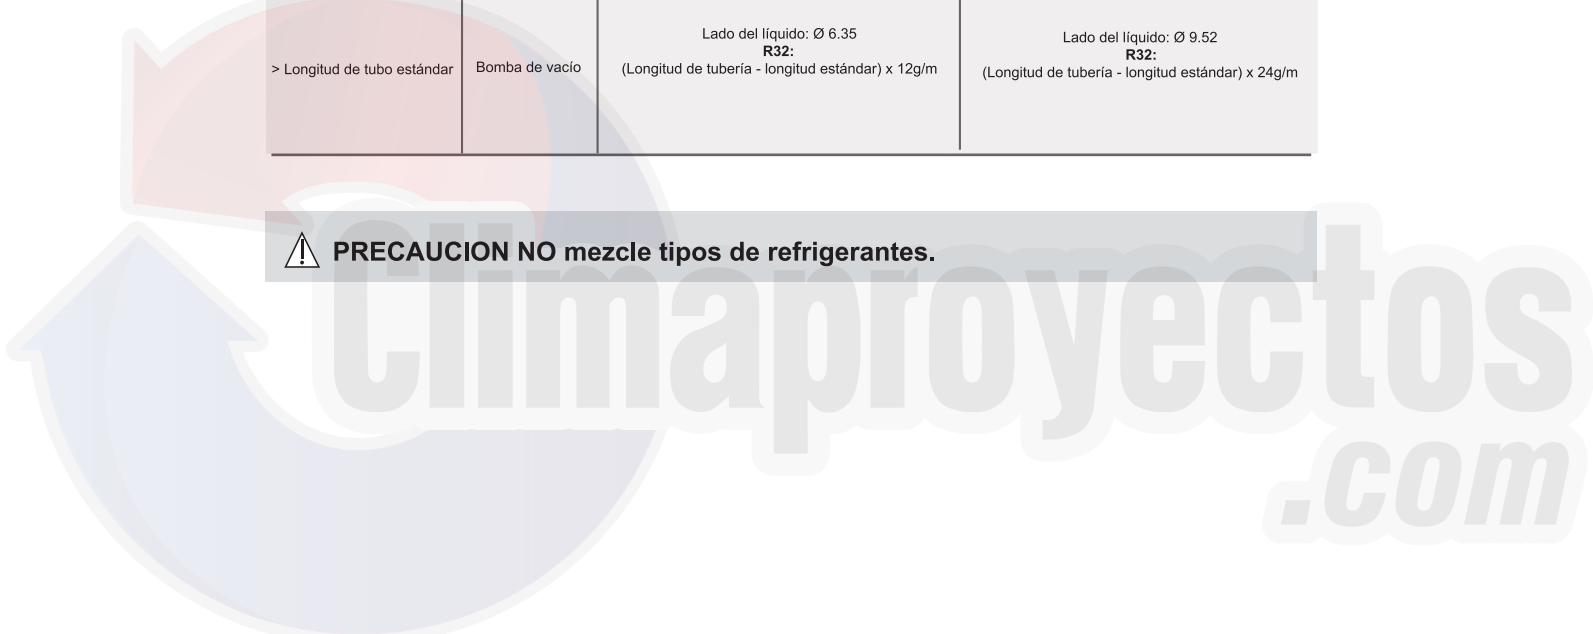 > Longitud de tubo estándar
Bomba de vacío
Lado del líquido: Ø 6.35
R32:
(Longitud de tubería - longitud estándar) x 12g/m
Lado del líquido: Ø 9.52
R32:
(Longitud de tubería - longitud estándar) x 24g/m
PRECAUCION NO mezcle tipos de refrigerantes.
Climaproyectos
.com